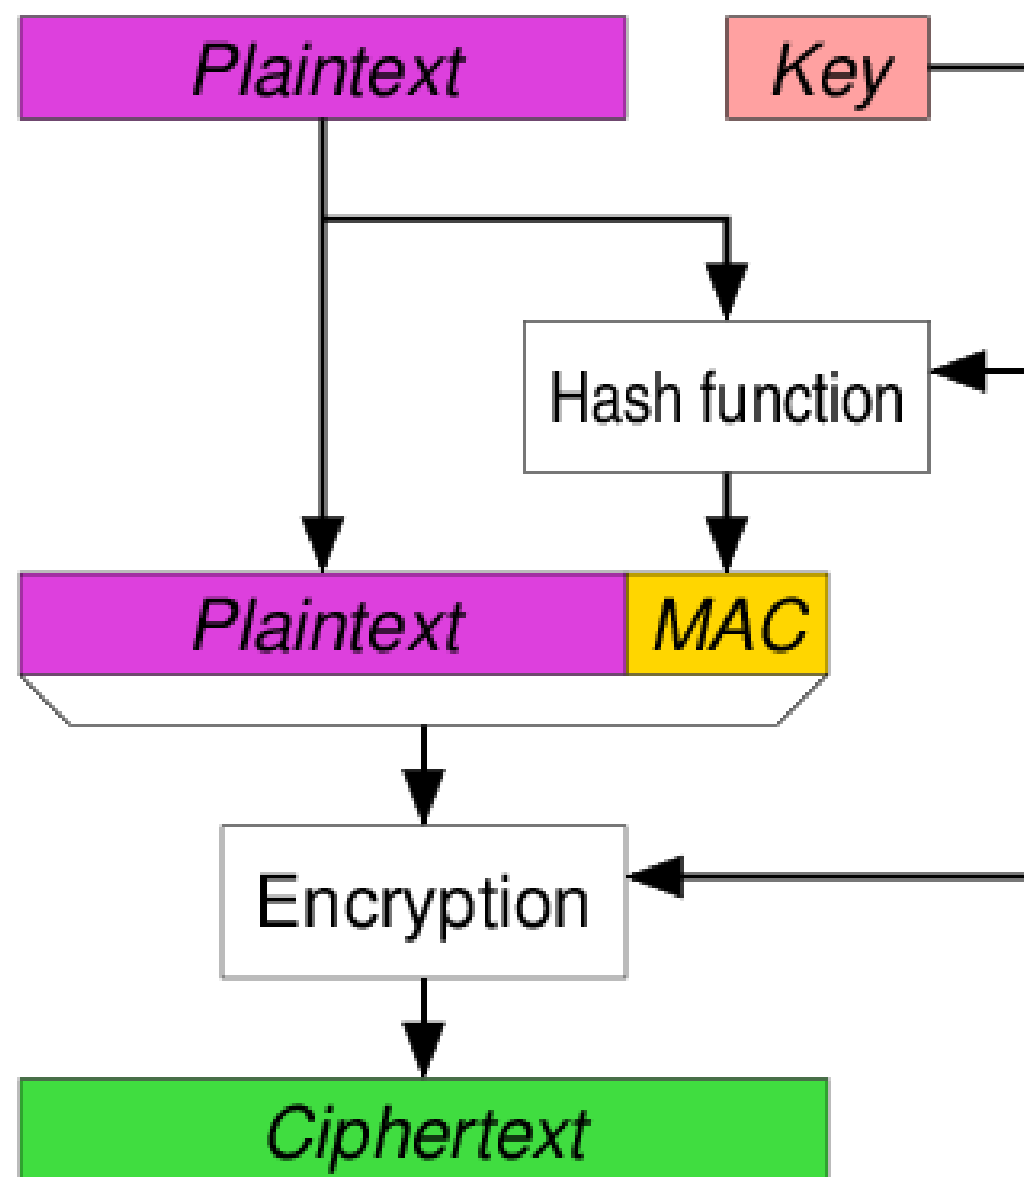 Plaintext
Key
Hash function
Plaintext
MAC
Encryption
Ciphertext